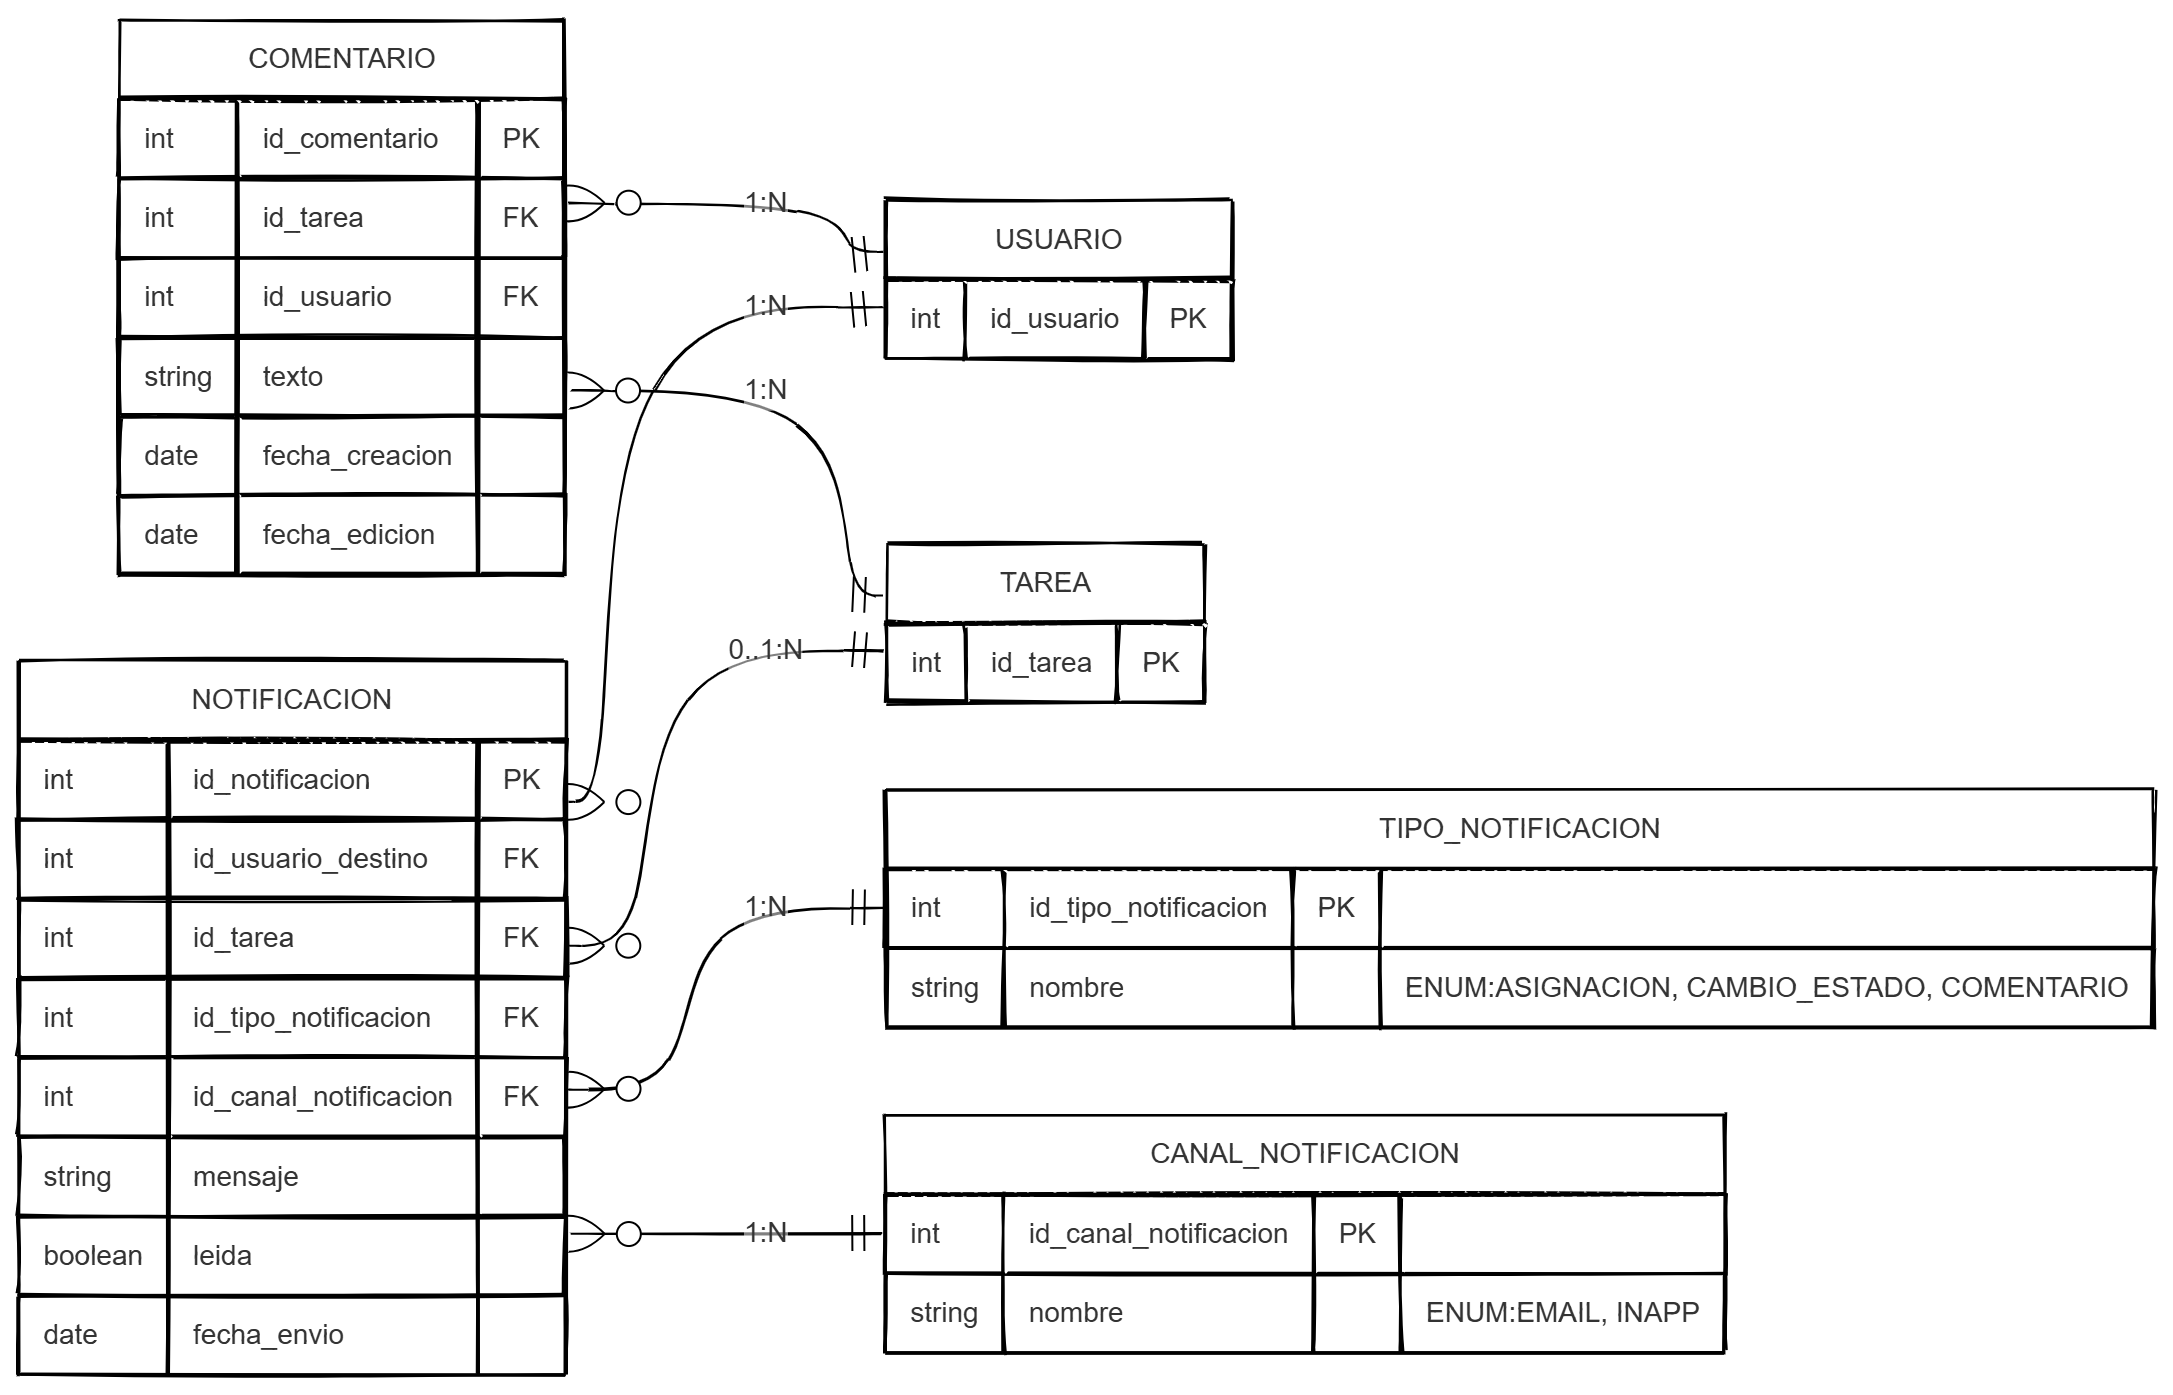 COMENTARIO
int id_comentario PK
int id_tarea FK
int id_usuario FK
string texto
date fecha_creacion
date fecha_edicion
1:N
USUARIO
int id_usuario PK
1:N
1:N
TAREA
int id_tarea PK
0..1:N
NOTIFICACION
int id_notificacion PK
int id_usuario_destino FK
int id_tarea FK
int id_tipo_notificacion FK
int id_canal_notificacion FK
string mensaje
boolean leida
date fecha_envio
TIPO_NOTIFICACION
int id_tipo_notificacion PK
string nombre ENUM:ASIGNACION, CAMBIO_ESTADO, COMENTARIO
1:N
CANAL_NOTIFICACION
int id_canal_notificacion PK
string nombre ENUM:EMAIL, INAPP
1:N